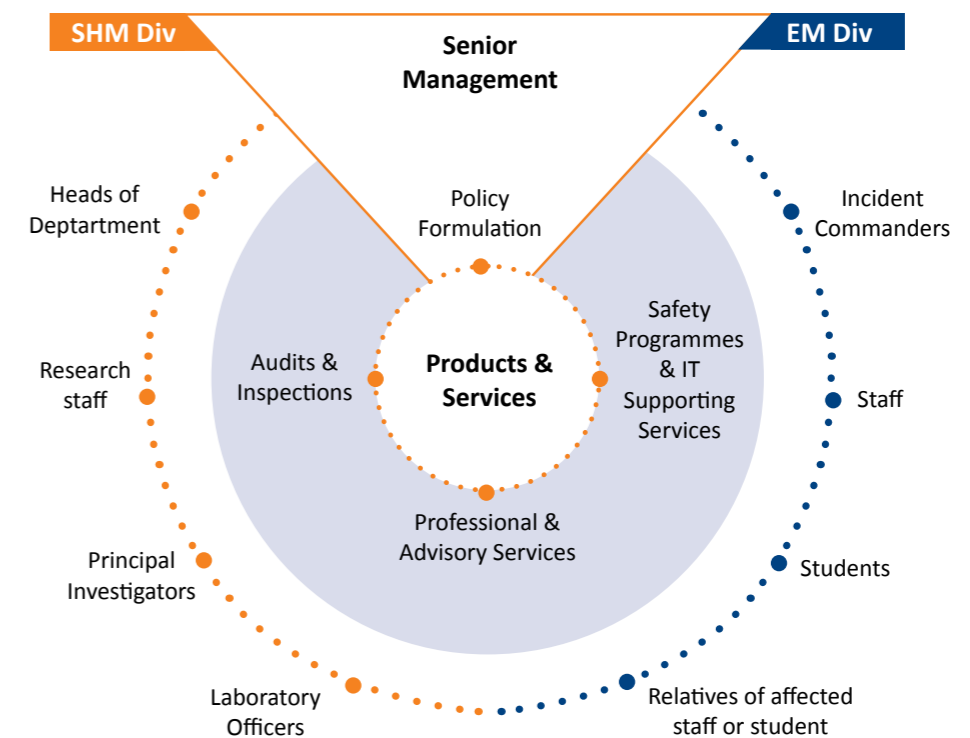 SHM Div
EM Div
Senior
Management
Heads of
Deptartment
Policy
Formulation
Incident
Commanders
Research
staff
Audits &
Inspections
Products &
Services
Safety
Programmes
& IT
Supporting
Services
Staff
Professional &
Advisory Services
Principal
Investigators
Students
Laboratory
Officers
Relatives of affected
staff or student